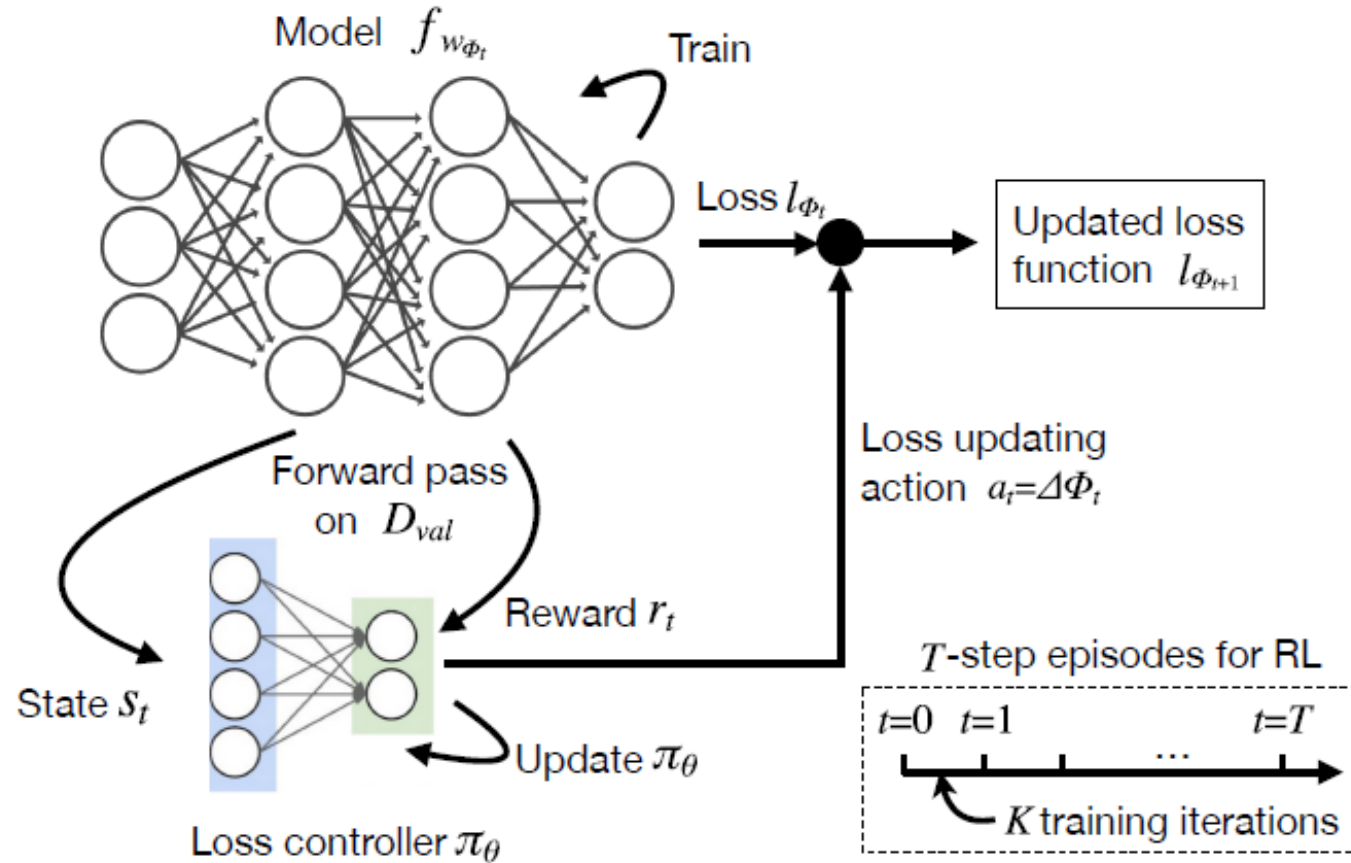 Model f_{w_{Φ_t}}
Train
Loss l_{Φ_t}
Updated loss
function l_{Φ_{t+1}}
Forward pass
on D_{val}
Loss updating
action a_t=ΔΦ_t
Reward r_t
State s_t
Update π_θ
Loss controller π_θ
T-step episodes for RL
t=0 t=1 ... t=T
K training iterations